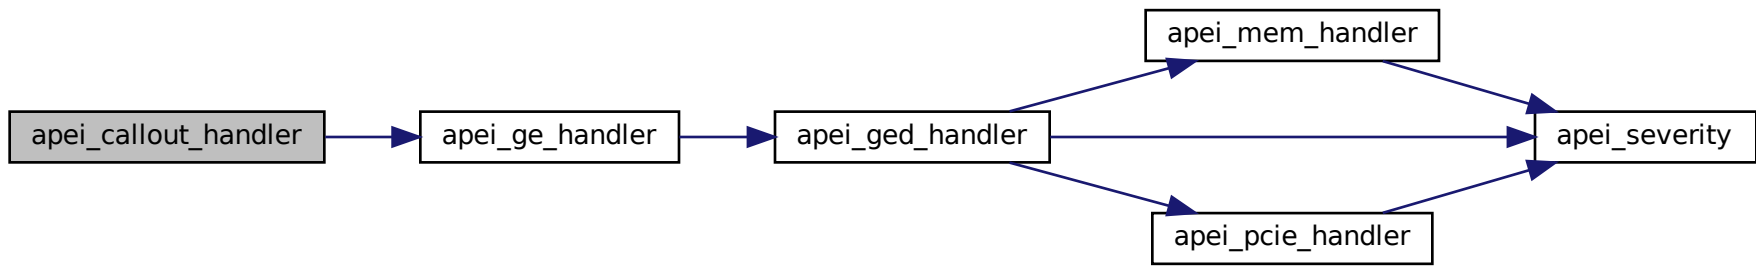 apei_mem_handler
apei_callout_handler
apei_ge_handler
apei_ged_handler
apei_severity
apei_pcie_handler